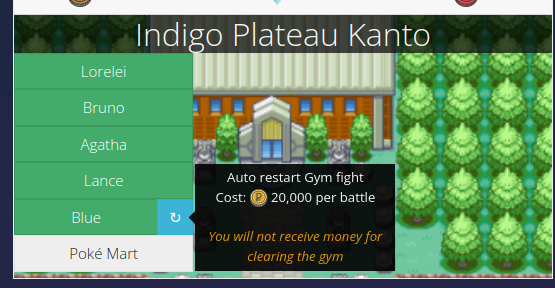 Indigo Plateau Kanto
Lorelei
Bruno
Agatha
Lance
Blue
Auto restart Gym fight
Cost: 20,000 per battle
You will not receive money for
clearing the gym
Poké Mart